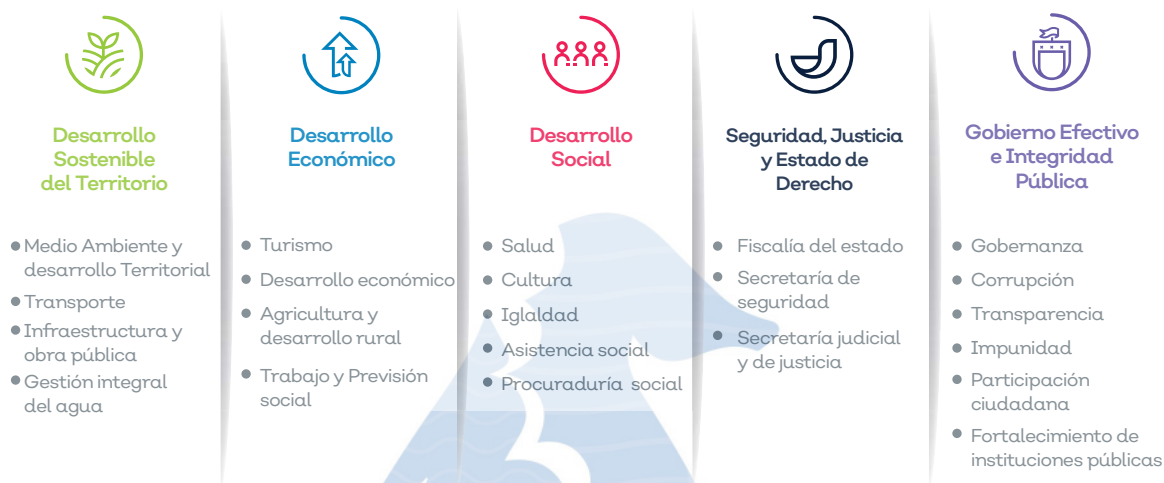 Desarrollo
Sostenible
del Territorio
● Medio Ambiente y
desarrollo Territorial
● Transporte
● Infraestructura y
obra pública
● Gestión integral
del agua
Desarrollo
Económico
● Turismo
● Desarrollo económico
● Agricultura y
desarrollo rural
● Trabajo y Previsión
social
Desarrollo
Social
● Salud
● Cultura
● Iglaldad
● Asistencia social
● Procuraduría social
Seguridad, Justicia
y Estado de
Derecho
● Fiscalía del estado
● Secretaría de
seguridad
● Secretaría judicial
y de justicia
Gobierno Efectivo
e Integridad
Pública
● Gobernanza
● Corrupción
● Transparencia
● Impunidad
● Participación
ciudadana
● Fortalecimiento de
instituciones públicas